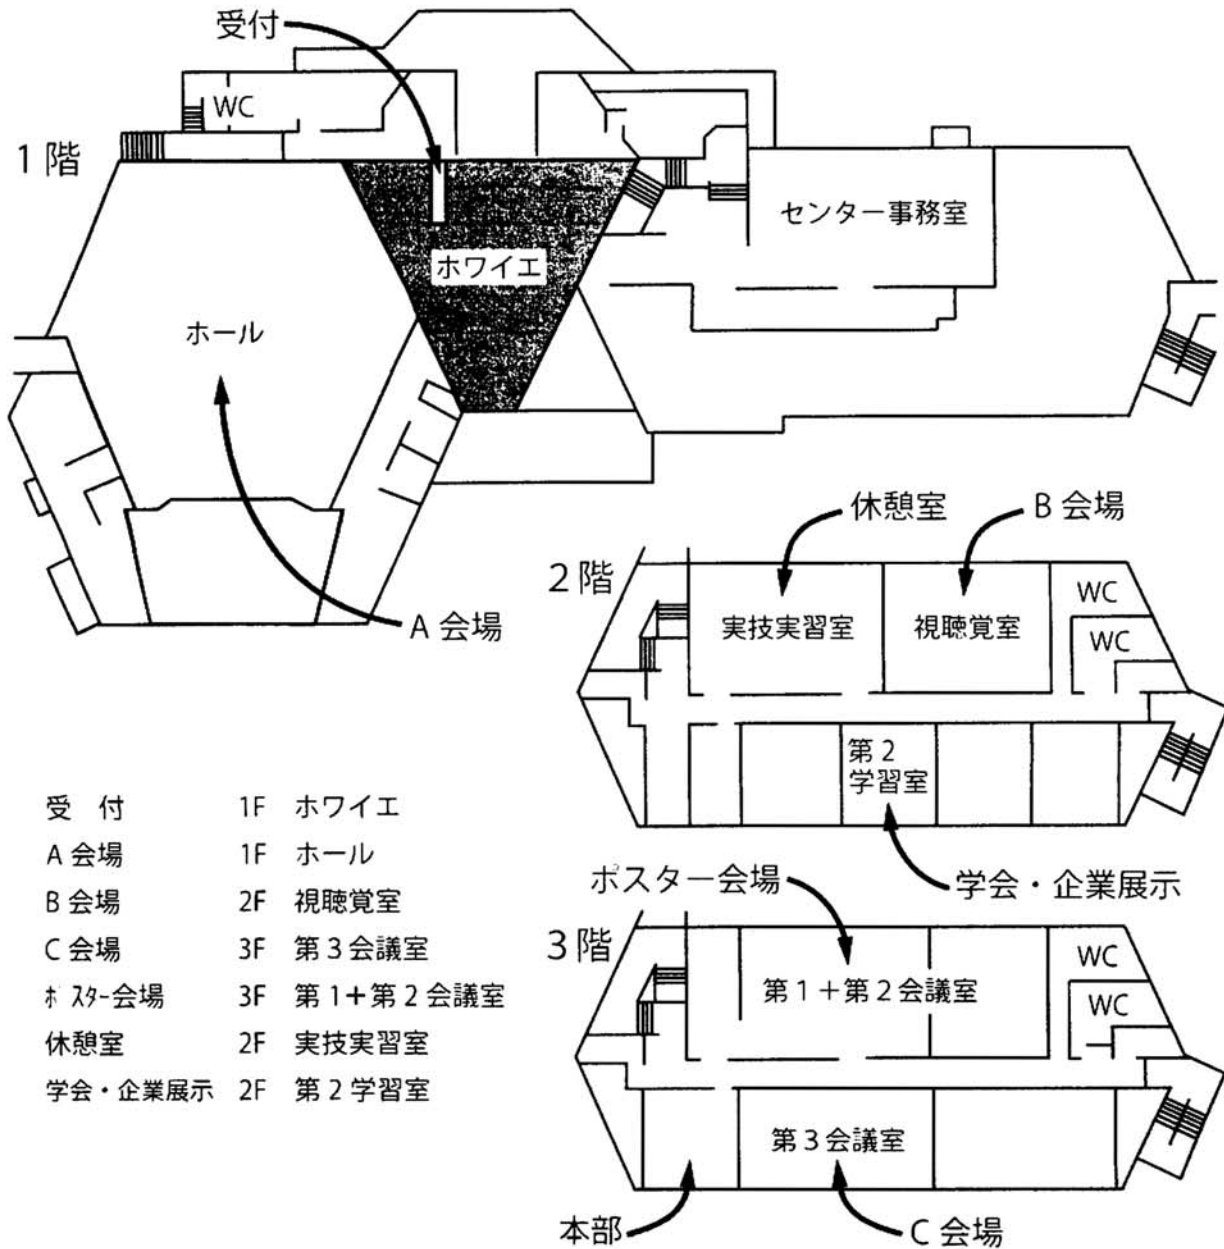 受付
WC
1階
センター事務室
ホワイエ
ホール
A 会場
休憩室
B 会場
2階
実技実習室
視聴覚室
WC
WC
第2
学習室
学会・企業展示
ポスター会場
3階
第1+第2会議室
WC
WC
第3会議室
本部
C 会場
受 付 1F ホワイエ
A 会場 1F ホール
B 会場 2F 視聴覚室
C 会場 3F 第3会議室
ポスター会場 3F 第1+第2会議室
休憩室 2F 実技実習室
学会・企業展示 2F 第2学習室